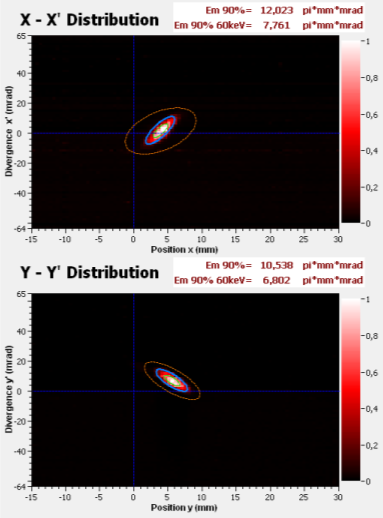 X - X' Distribution
Em 90%= 12,023 pi*mm*mrad
Em 90% 60keV= 7,761 pi*mm*mrad
Divergence x' (mrad)
65
40
20
0
-20
-40
-64
-15 -10 -5 0 5 10 15 20 25 30
Position x (mm)
1
0,8
0,6
0,4
0,2
0
Y - Y' Distribution
Em 90%= 10,538 pi*mm*mrad
Em 90% 60keV= 6,802 pi*mm*mrad
Divergence y' (mrad)
65
40
20
0
-20
-40
-64
-15 -10 -5 0 5 10 15 20 25 30
Position y (mm)
1
0,8
0,6
0,4
0,2
0